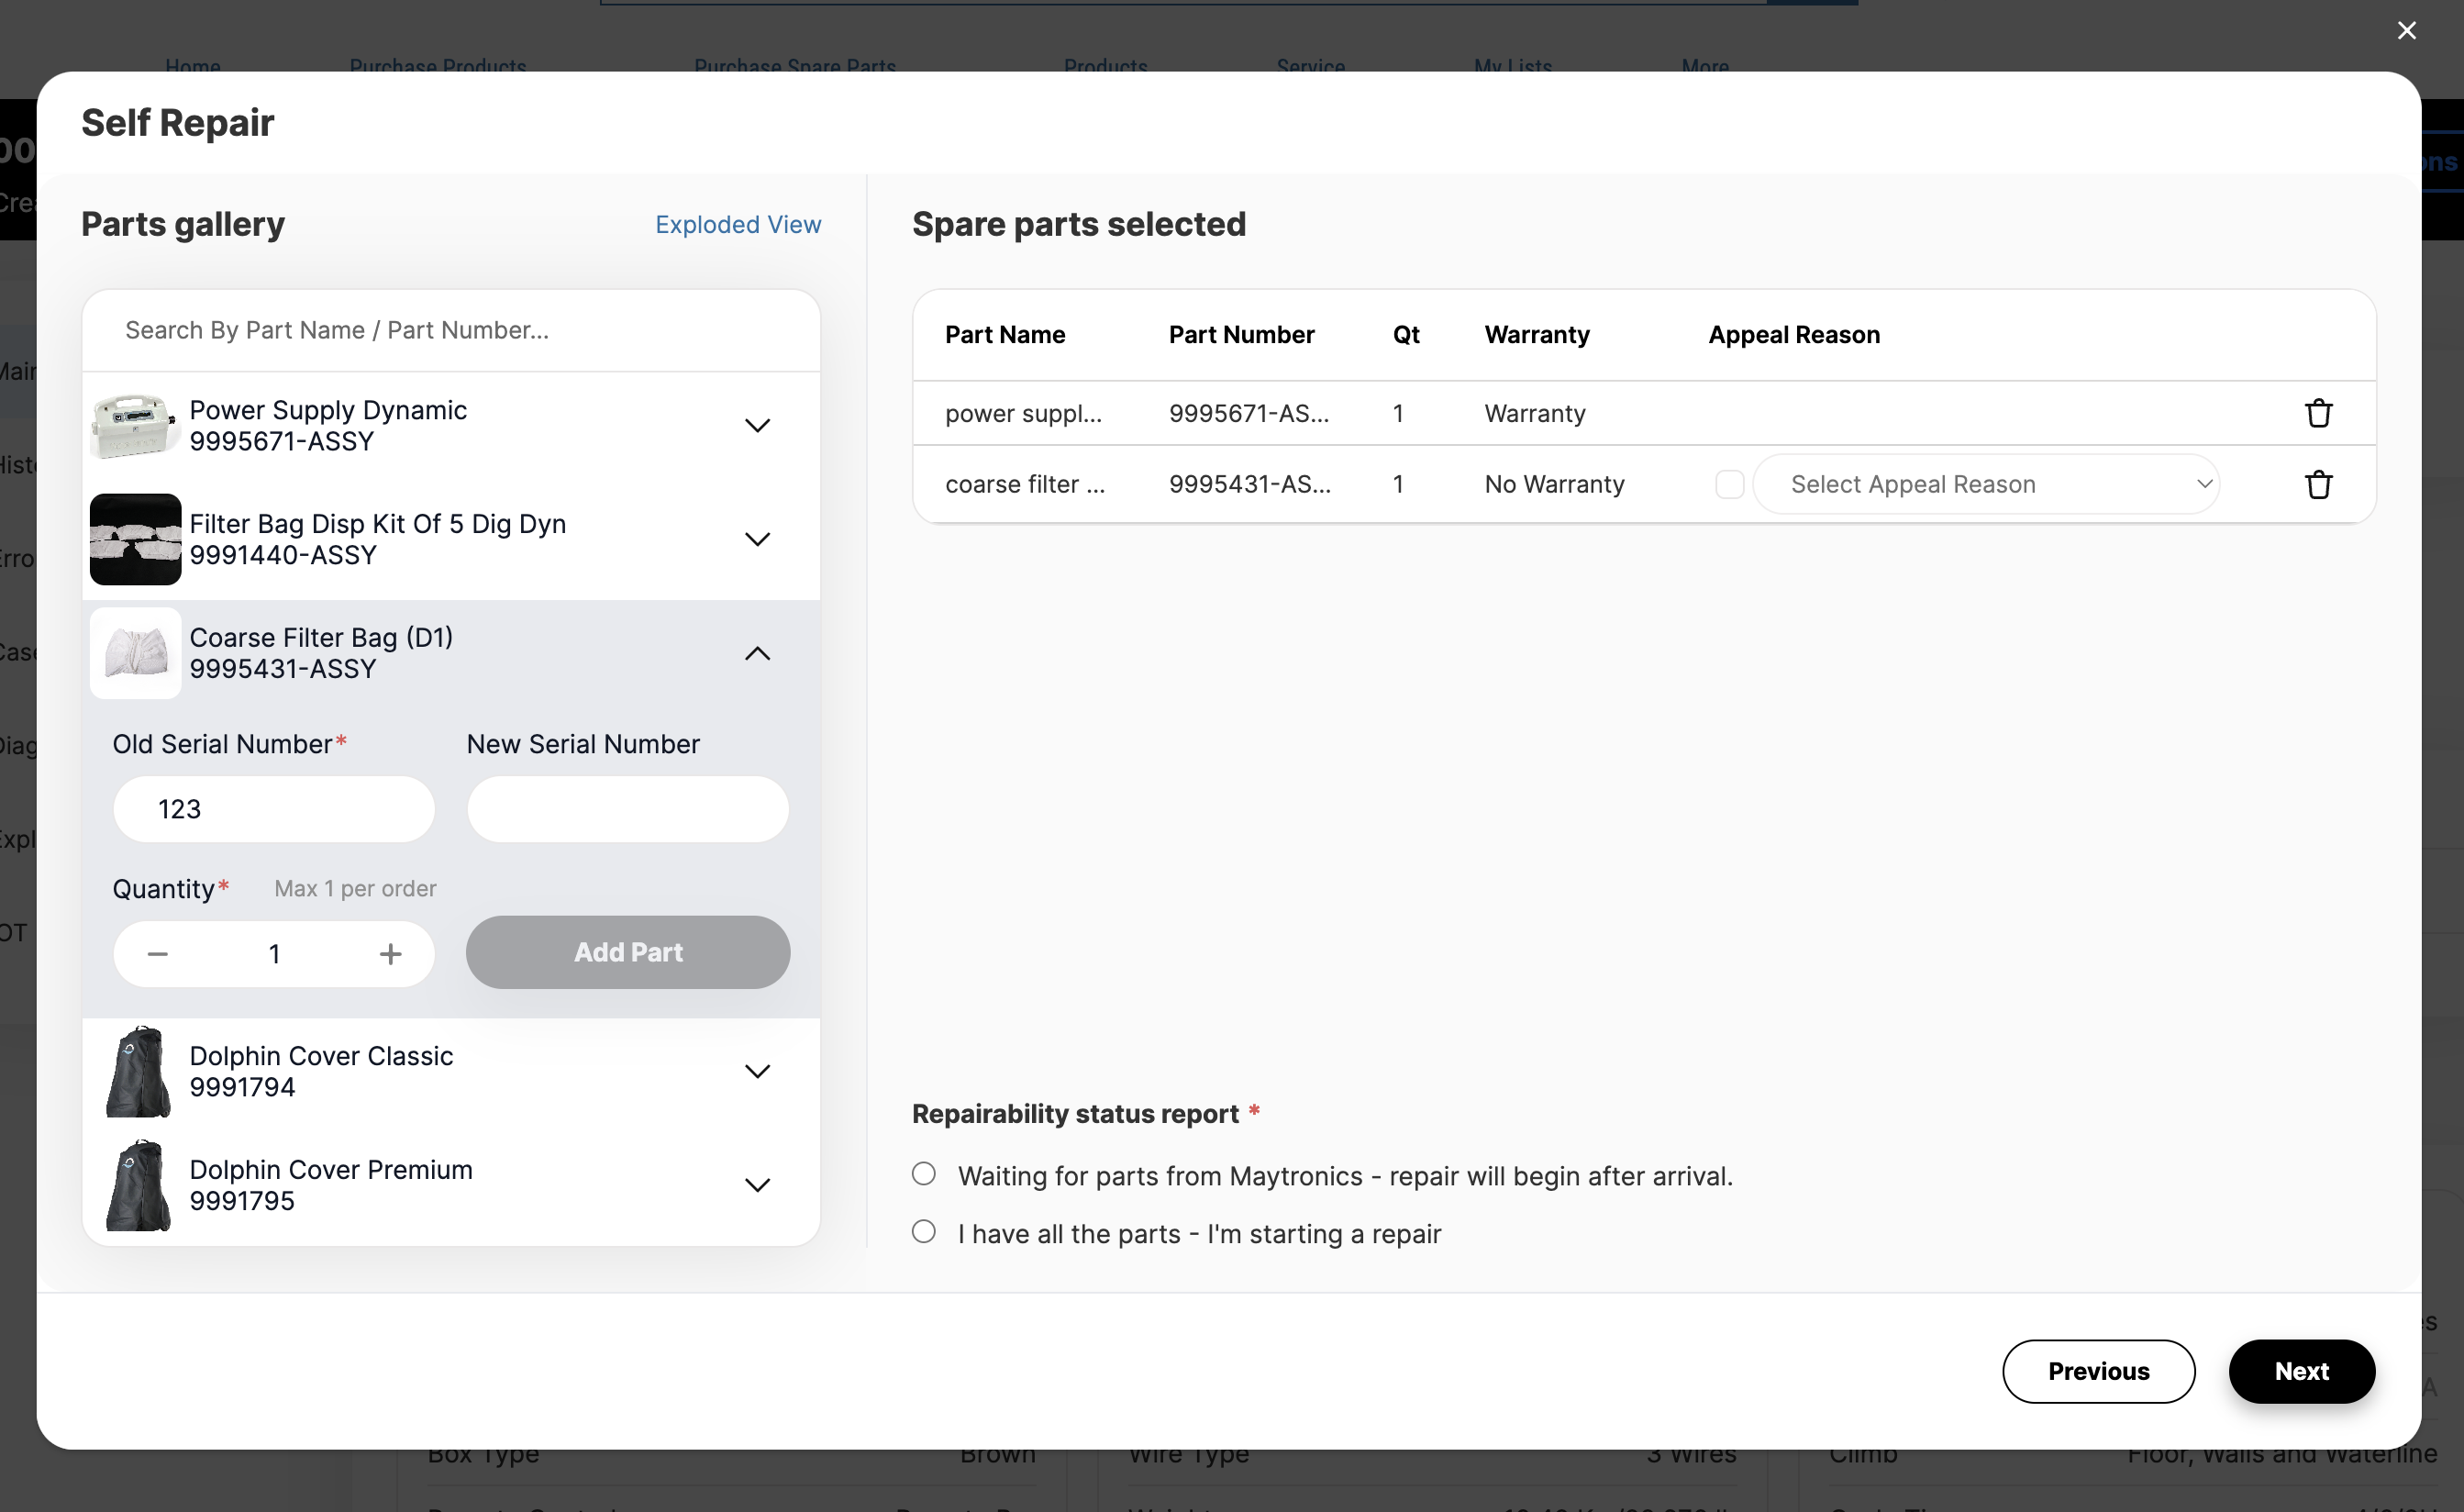 Home Purchase Products Purchase Spare Parts Products Service My Lists More
Self Repair
Parts gallery
Exploded View
Search By Part Name / Part Number...
Power Supply Dynamic
9995671-ASSY
Filter Bag Disp Kit Of 5 Dig Dyn
9991440-ASSY
Coarse Filter Bag (D1)
9995431-ASSY
Old Serial Number* New Serial Number
123
Quantity* Max 1 per order
1
Add Part
Dolphin Cover Classic
9991794
Dolphin Cover Premium
9991795
Spare parts selected
Part Name Part Number Qt Warranty Appeal Reason
power suppl... 9995671-AS... 1 Warranty
coarse filter ... 9995431-AS... 1 No Warranty Select Appeal Reason
Repairability status report *
Waiting for parts from Maytronics - repair will begin after arrival.
I have all the parts - I'm starting a repair
Previous Next
Box Type Brown Wire Type 3 Wires Climb Floor, Walls and Waterline